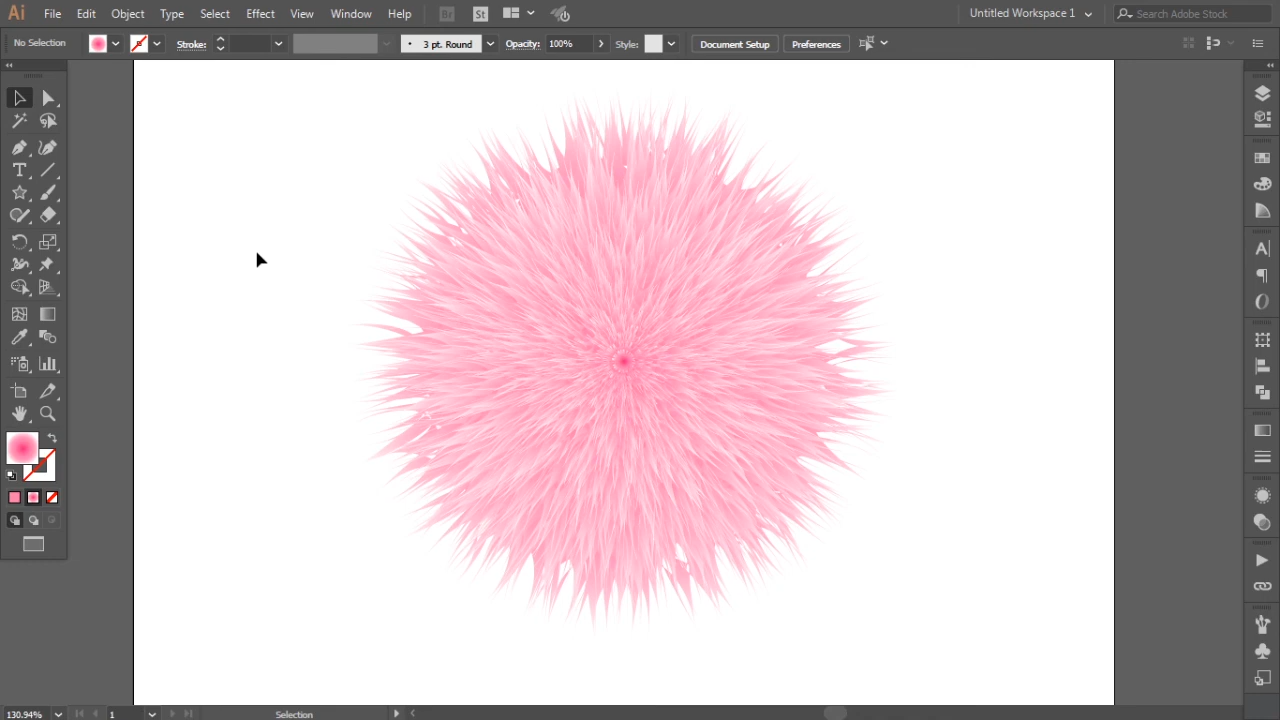 Ai File Edit Object Type Select Effect View Window Help Br St Untitled Workspace 1 Search Adobe Stock
No Selection Stroke: 3 pt. Round Opacity: 100% Style: Document Setup Preferences
130.94% 1 Selection